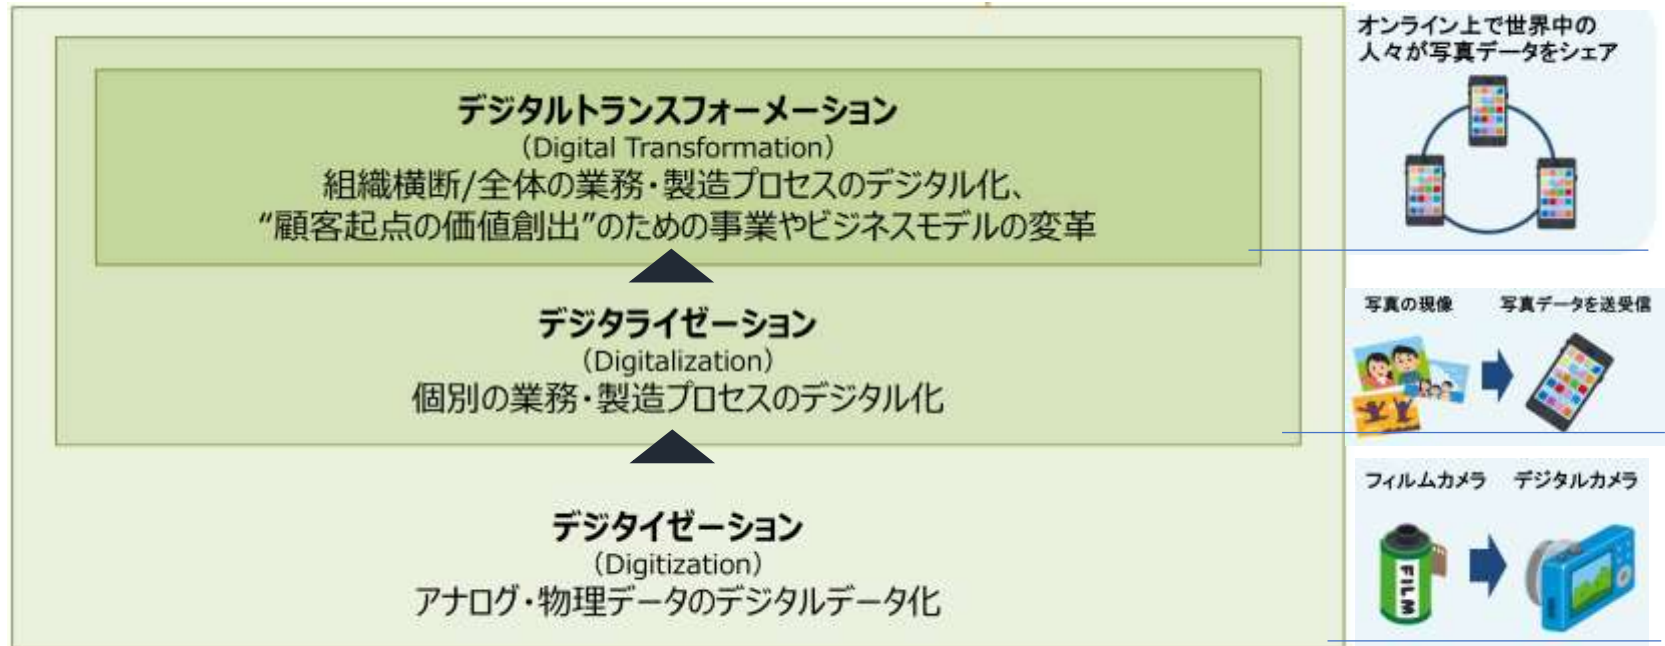 デジタルトランスフォーメーション
（Digital Transformation）
組織横断/全体の業務・製造プロセスのデジタル化、
“顧客起点の価値創出”のための事業やビジネスモデルの変革
オンライン上で世界中の
人々が写真データをシェア
デジタライゼーション
（Digitalization）
個別の業務・製造プロセスのデジタル化
写真の現像
写真データを送受信
デジタイゼーション
（Digitization）
アナログ・物理データのデジタルデータ化
フィルムカメラ
デジタルカメラ
FILM